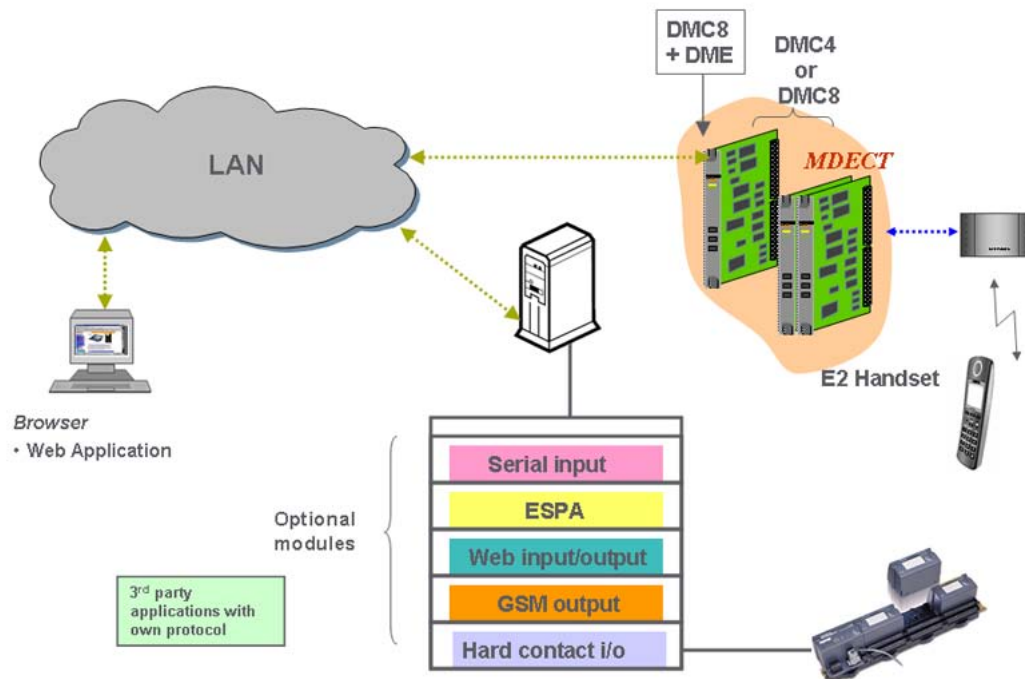 DMC8
+ DME
DMC4
or
DMC8
LAN
MDECT
E2 Handset
Browser
• Web Application
Optional
modules
Serial input
ESPA
Web input/output
GSM output
Hard contact i/o
3rd party
applications with
own protocol